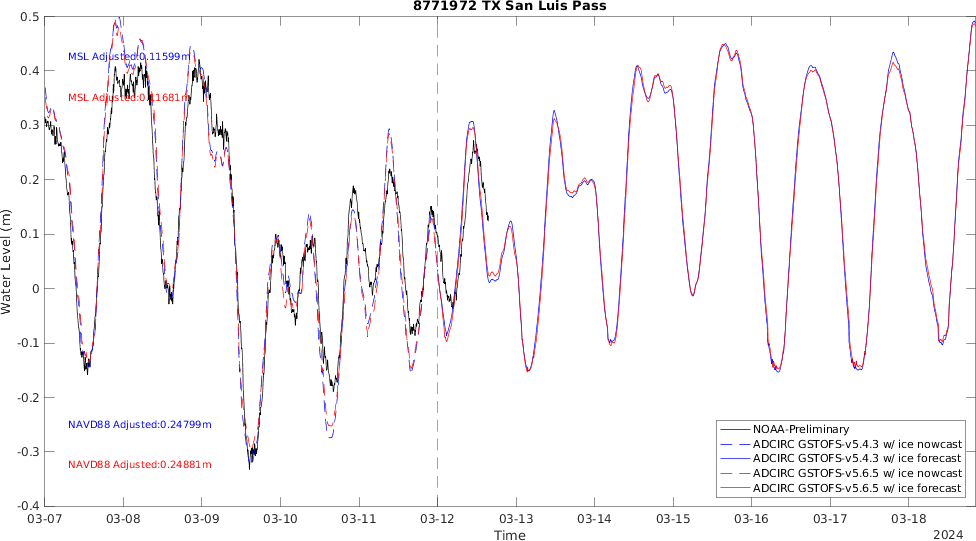 8771972 TX San Luis Pass
0.5
0.4
0.3
0.2
0.1
0
-0.1
-0.2
-0.3
-0.4
Water Level (m)
MSL Adjusted:0.11599m
MSL Adjusted:0.11681m
NAVD88 Adjusted:0.24799m
NAVD88 Adjusted:0.24881m
NOAA-Preliminary
ADCIRC GSTOFS-v5.4.3 w/ ice nowcast
ADCIRC GSTOFS-v5.4.3 w/ ice forecast
ADCIRC GSTOFS-v5.6.5 w/ ice nowcast
ADCIRC GSTOFS-v5.6.5 w/ ice forecast
03-07 03-08 03-09 03-10 03-11 03-12 03-13 03-14 03-15 03-16 03-17 03-18
Time
2024